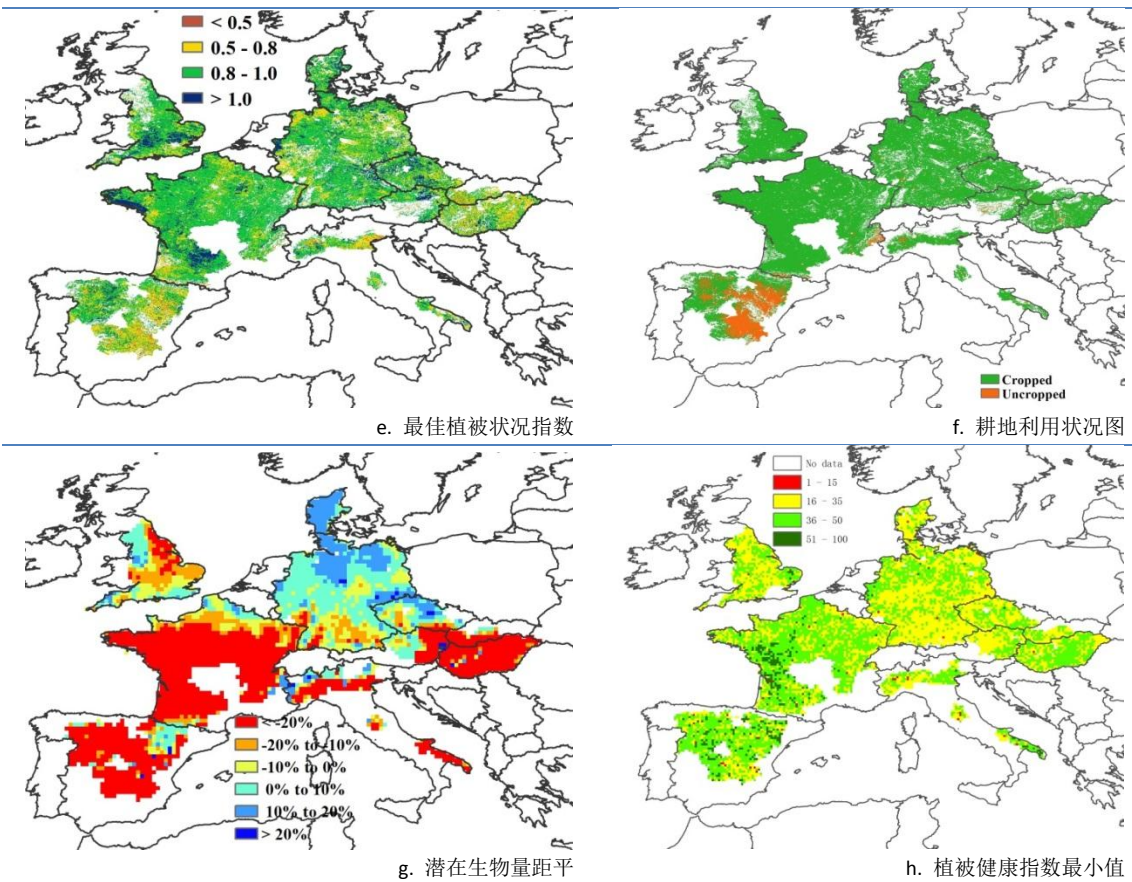 < 0.5
0.5 - 0.8
0.8 - 1.0
> 1.0
e. 最佳植被状况指数
Cropped
Uncropped
f. 耕地利用状况图
-20%
-20% to -10%
-10% to 0%
0% to 10%
10% to 20%
> 20%
g. 潜在生物量距平
No data
1 - 15
16 - 35
36 - 50
51 - 100
h. 植被健康指数最小值